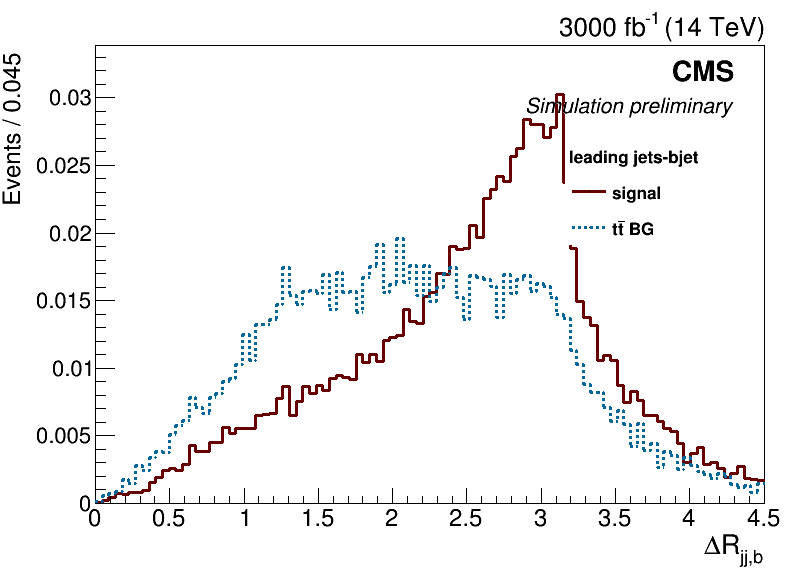 3000 fb⁻¹ (14 TeV)
CMS
Simulation preliminary
leading jets-bjet
signal
tt̄ BG
Events / 0.045
0.03
0.025
0.02
0.015
0.01
0.005
0
0 0.5 1 1.5 2 2.5 3 3.5 4 4.5
ΔR_jj,b